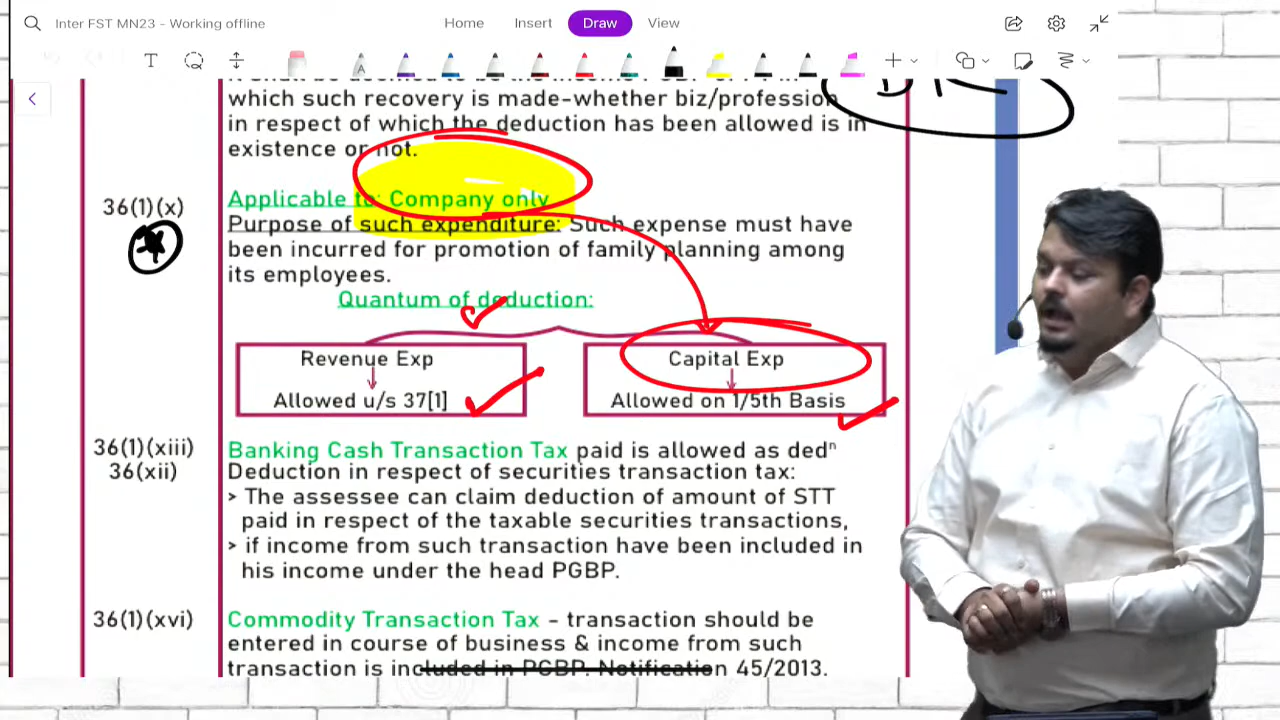 Inter FST MN23 - Working offline
Home Insert Draw View
which such recovery is made-whether biz/profession
in respect of which the deduction has been allowed is in
existence or not.
36(1)(x)
Applicable to: Company only
Purpose of such expenditure: Such expense must have
been incurred for promotion of family planning among
its employees.
Quantum of deduction:
Revenue Exp
Allowed u/s 37[1]
Capital Exp
Allowed on 1/5th Basis
36(1)(xiii)
Banking Cash Transaction Tax paid is allowed as dedⁿ
36(xii)
Deduction in respect of securities transaction tax:
> The assessee can claim deduction of amount of STT
paid in respect of the taxable securities transactions,
> if income from such transaction have been included in
his income under the head PGBP.
36(1)(xvi)
Commodity Transaction Tax - transaction should be
entered in course of business & income from such
transaction is included in PGBP. Notification 45/2013.